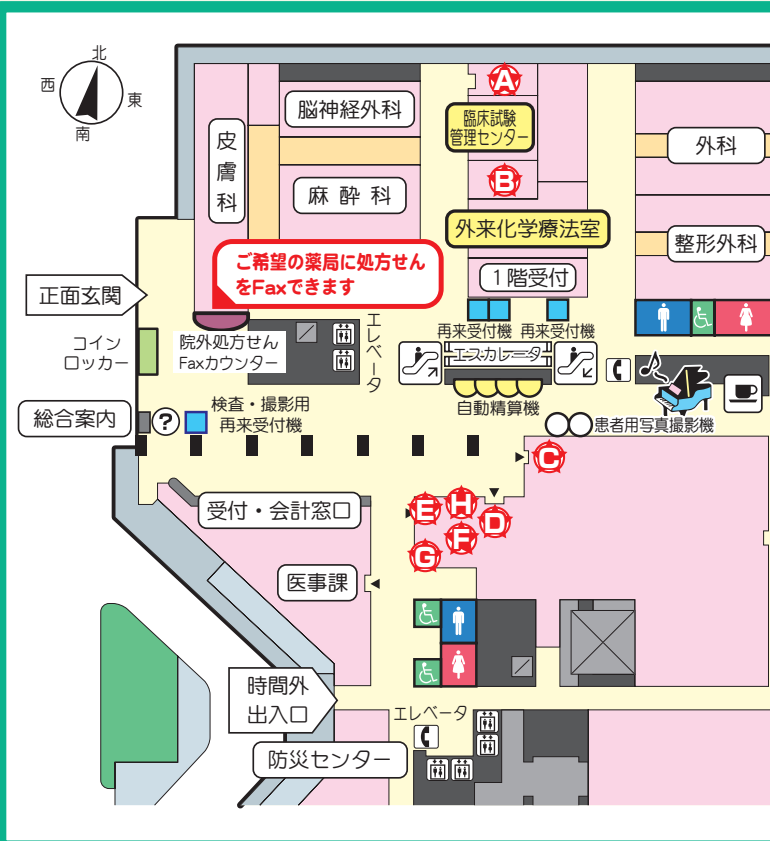 北
西
東
南
脳神経外科
皮
膚
科
麻酔科
A
臨床試験
管理センター
B
外来化学療法室
1階受付
外科
整形外科
ご希望の薬局に処方せん
をFaxできます
正面玄関
コイン
ロッカー
院外処方せん
Faxカウンター
エレベータ
再来受付機
再来受付機
エスカレータ
自動精算機
総合案内
?
検査・撮影用
再来受付機
患者用写真撮影機
C
受付・会計窓口
E
H
D
F
G
医事課
時間外
出入口
エレベータ
防災センター